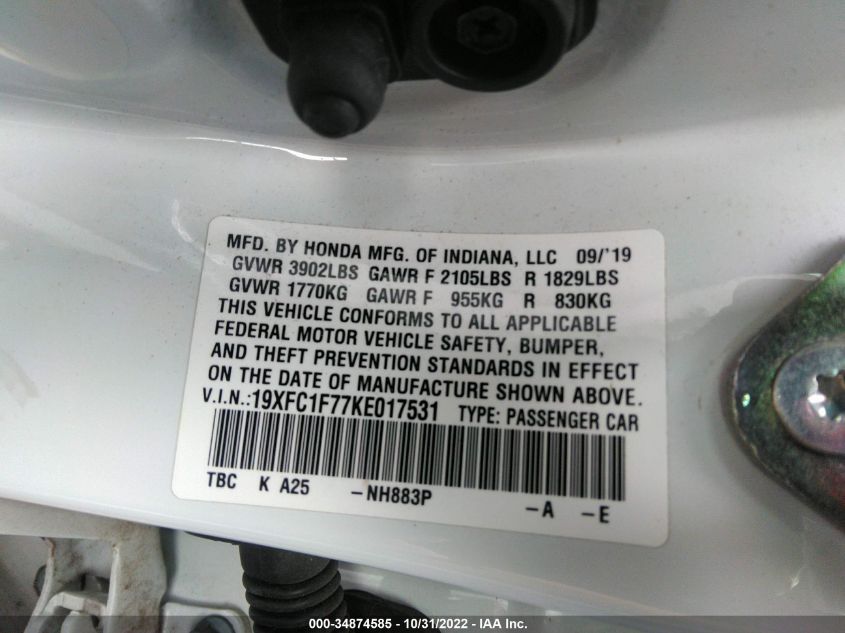 MFD. BY HONDA MFG. OF INDIANA, LLC 09/'19
GVWR 3902LBS GAWR F 2105LBS R 1829LBS
GVWR 1770KG GAWR F 955KG R 830KG
THIS VEHICLE CONFORMS TO ALL APPLICABLE
FEDERAL MOTOR VEHICLE SAFETY, BUMPER,
AND THEFT PREVENTION STANDARDS IN EFFECT
ON THE DATE OF MANUFACTURE SHOWN ABOVE.
V.I.N.:19XFC1F77KE017531 TYPE: PASSENGER CAR
TBC K A25 -NH883P -A -E
000-34874585 - 10/31/2022 - IAA Inc.